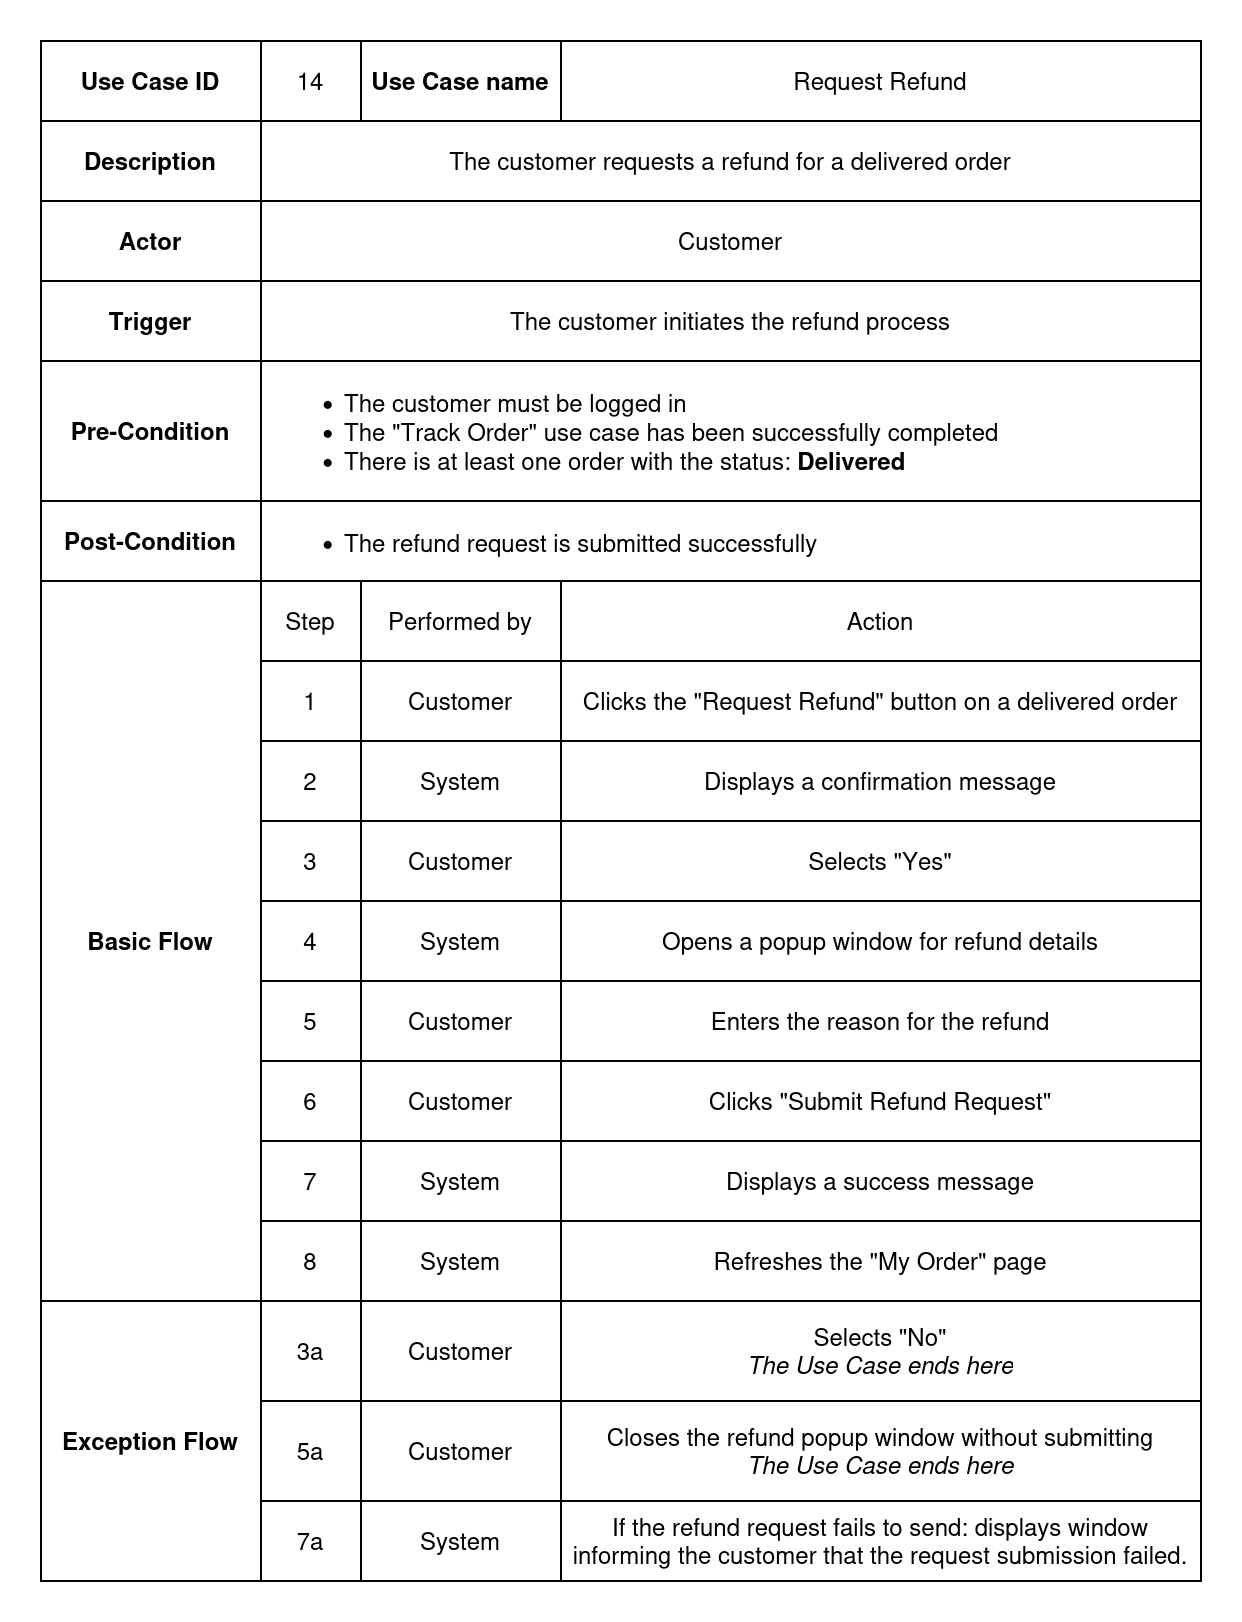 Use Case ID 14 Use Case name Request Refund
Description The customer requests a refund for a delivered order
Actor Customer
Trigger The customer initiates the refund process
Pre-Condition
• The customer must be logged in
• The "Track Order" use case has been successfully completed
• There is at least one order with the status: Delivered
Post-Condition
• The refund request is submitted successfully
Basic Flow
Step Performed by Action
1 Customer Clicks the "Request Refund" button on a delivered order
2 System Displays a confirmation message
3 Customer Selects "Yes"
4 System Opens a popup window for refund details
5 Customer Enters the reason for the refund
6 Customer Clicks "Submit Refund Request"
7 System Displays a success message
8 System Refreshes the "My Order" page
Exception Flow
3a Customer Selects "No"
The Use Case ends here
5a Customer Closes the refund popup window without submitting
The Use Case ends here
7a System If the refund request fails to send: displays window
informing the customer that the request submission failed.